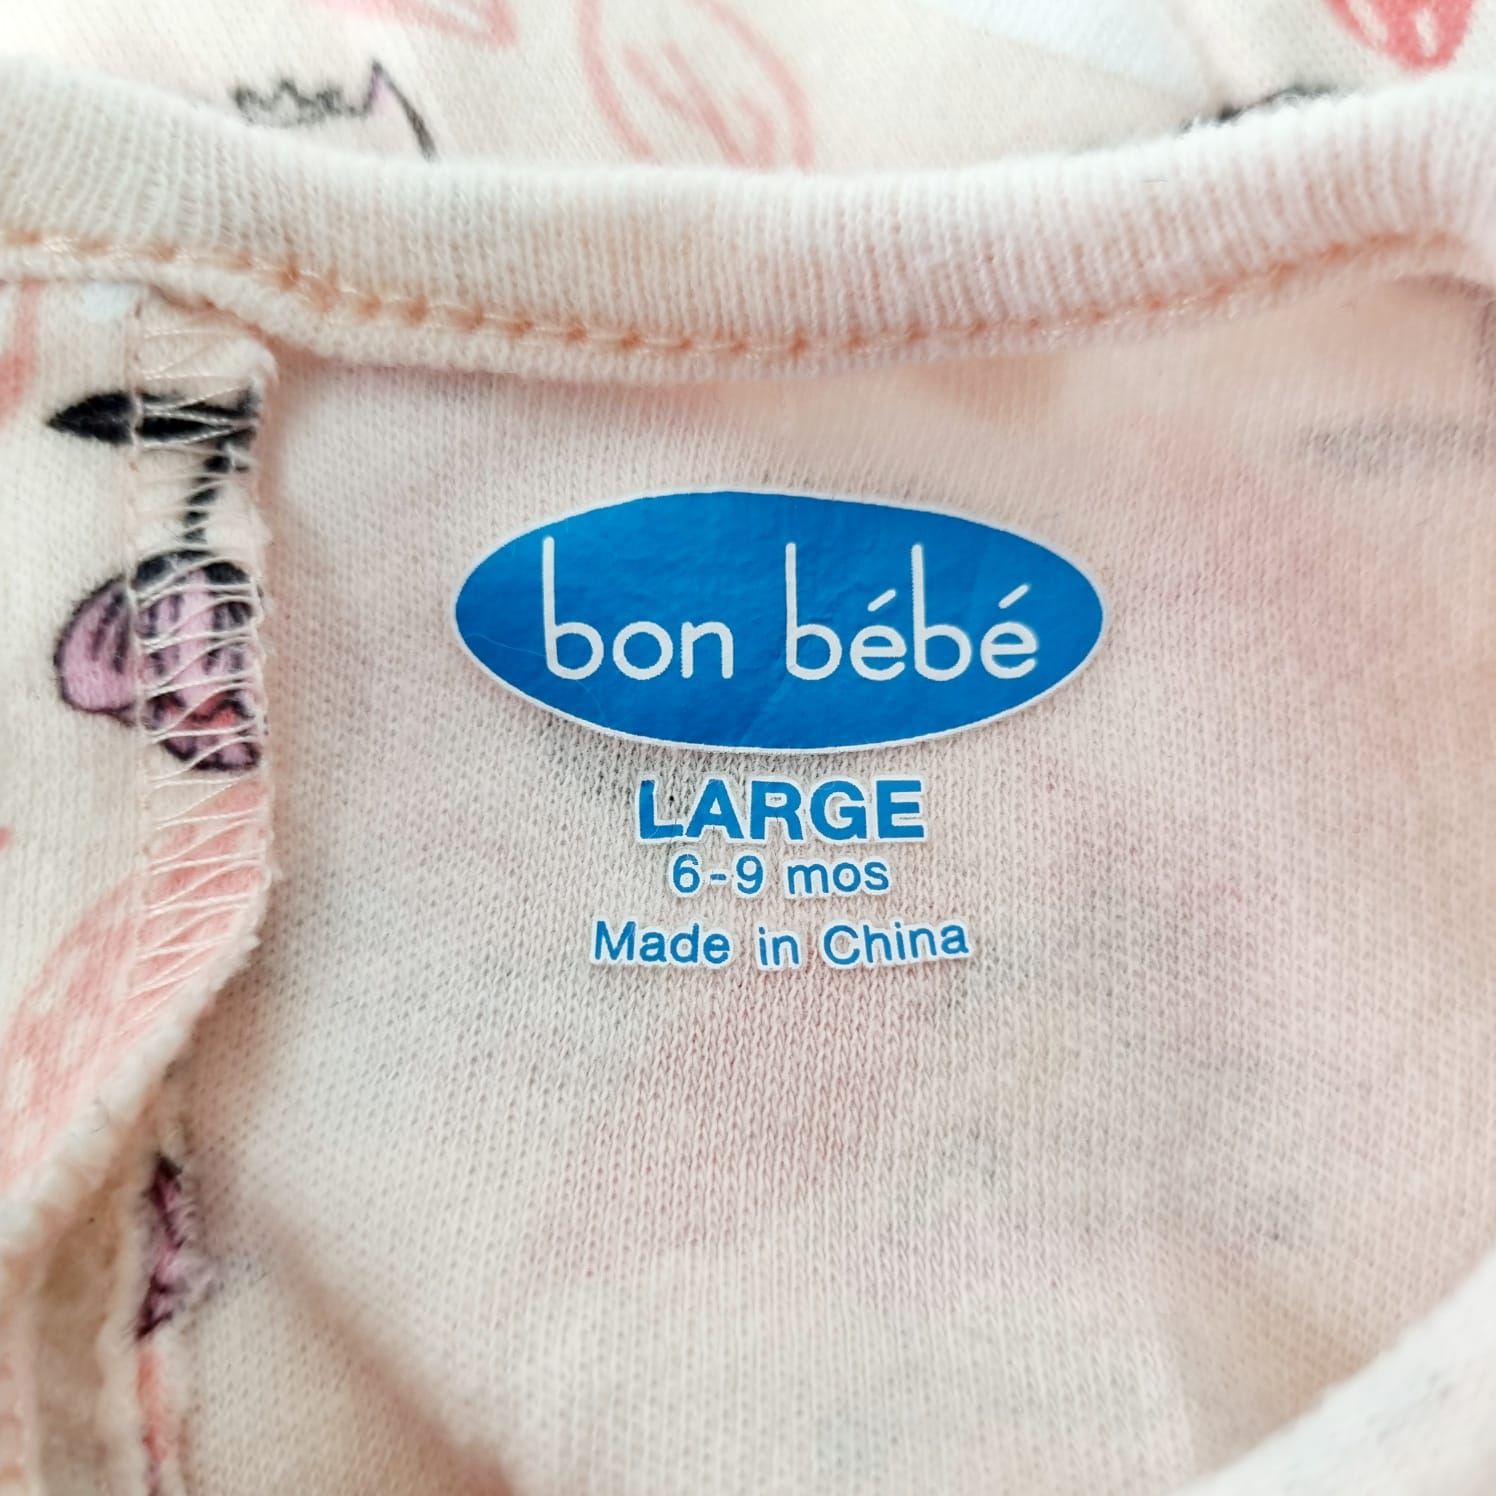 bon bébé
LARGE
6-9 mos
Made in China